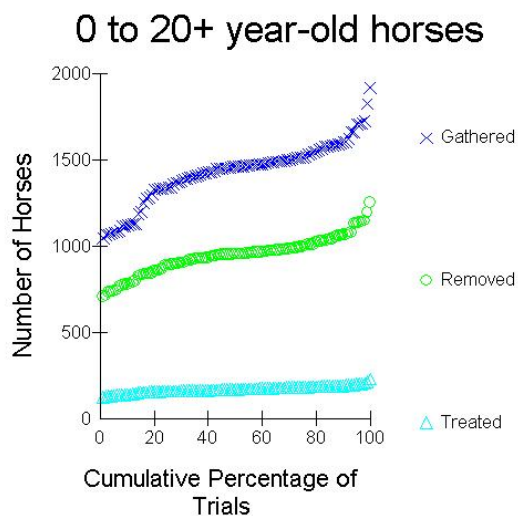 0 to 20+ year-old horses
2000
1500
1000
500
0
0 20 40 60 80 100
Number of Horses
Cumulative Percentage of
Trials
Gathered
Removed
Treated